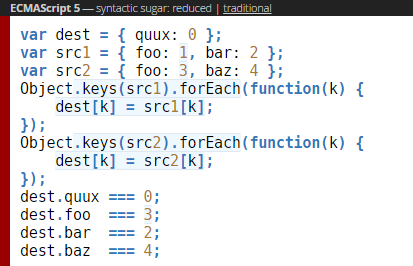 ECMAScript 5 — syntactic sugar: reduced | traditional
var dest = { quux: 0 };
var src1 = { foo: 1, bar: 2 };
var src2 = { foo: 3, baz: 4 };
Object.keys(src1).forEach(function(k) {
    dest[k] = src1[k];
});
Object.keys(src2).forEach(function(k) {
    dest[k] = src2[k];
});
dest.quux === 0;
dest.foo  === 3;
dest.bar  === 2;
dest.baz  === 4;